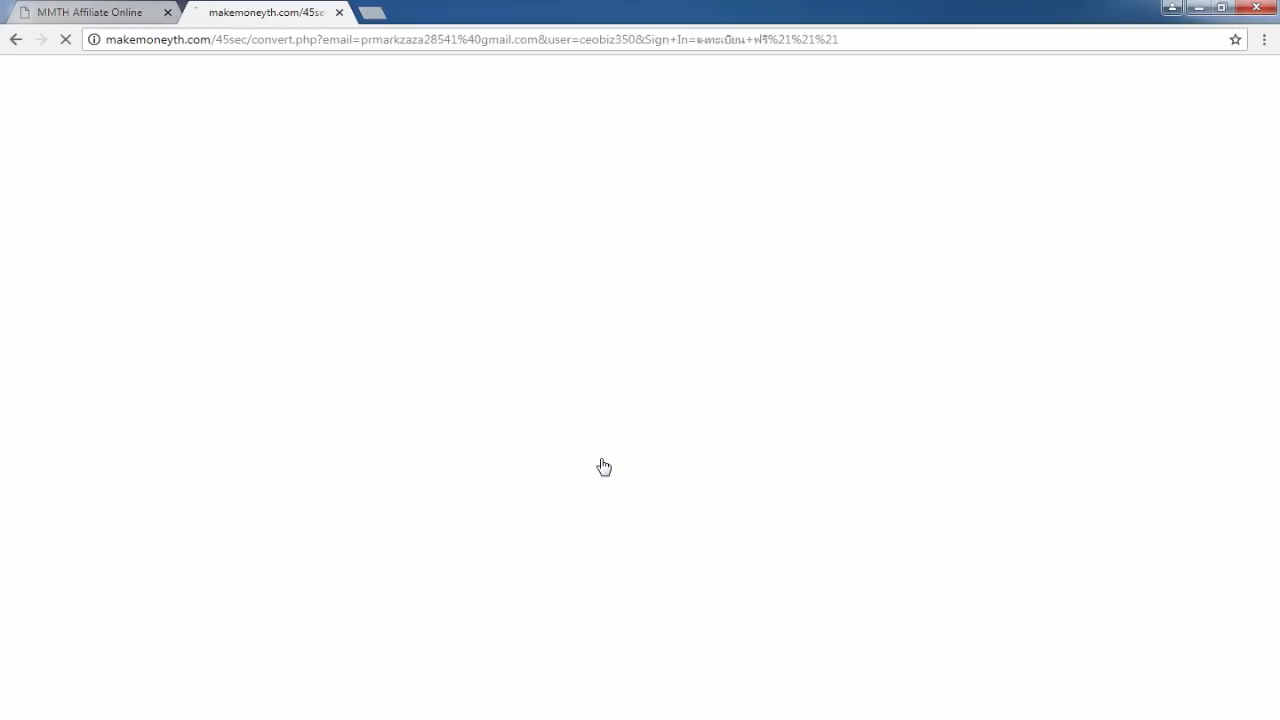 MMTH Affiliate Online
makemoneyth.com/45se
makemoneyth.com/45sec/convert.php?email=prmarkzaza28541%40gmail.com&user=ceobiz350&Sign+In=ลงทะเบียน+ฟรี%21%21%21